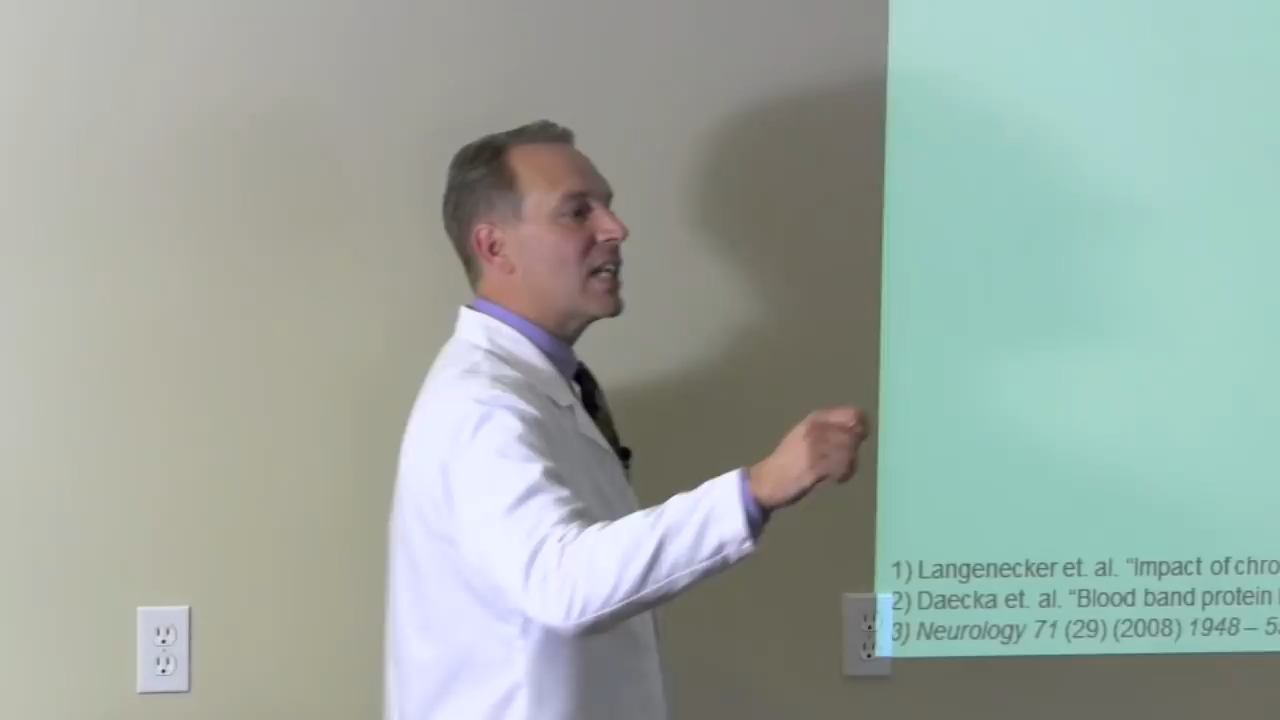 1) Langenecker et. al. “Impact of chro
2) Daecka et. al. “Blood band protein
3) Neurology 71 (29) (2008) 1948 – 5